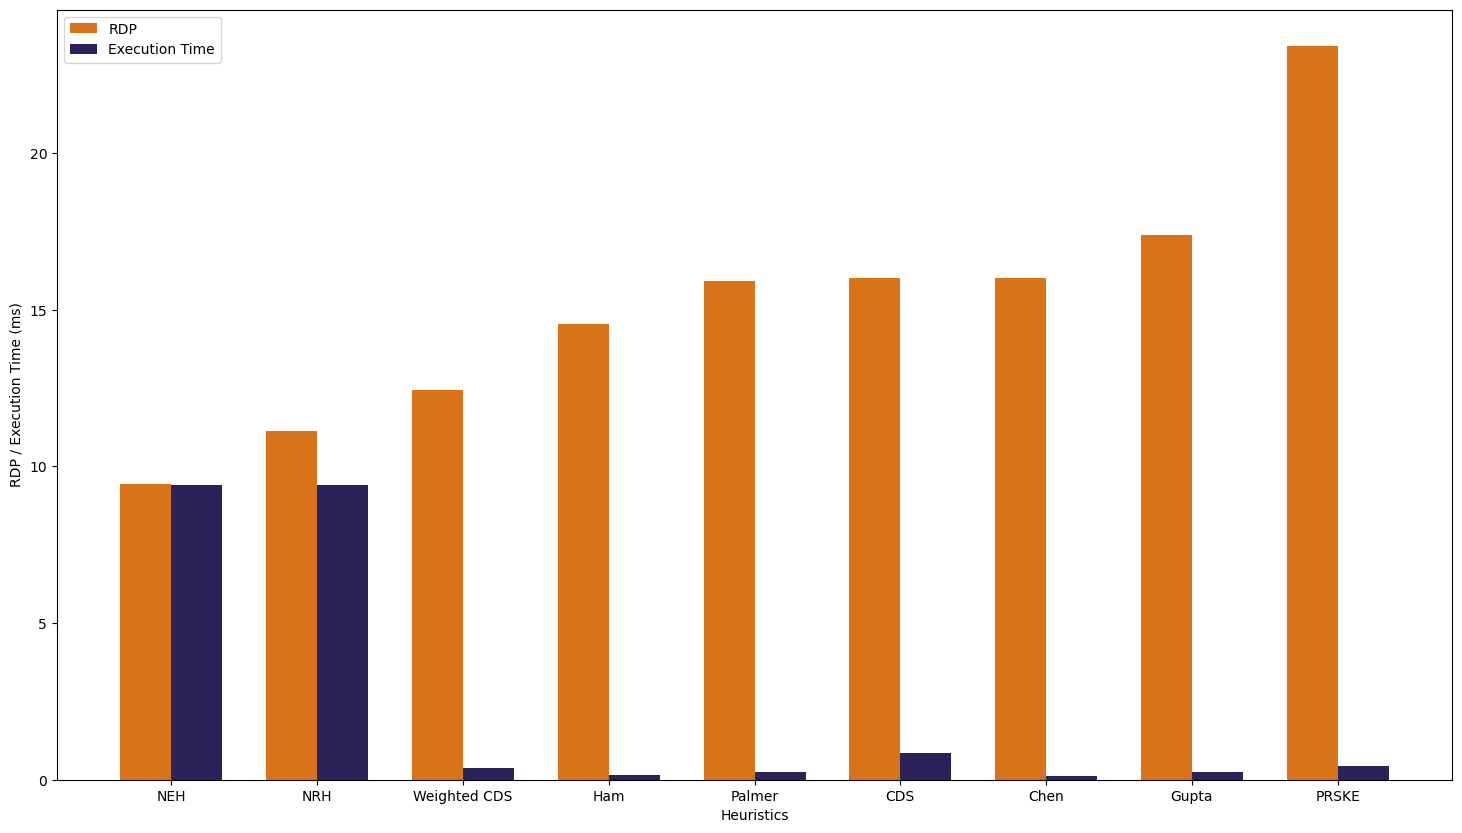 RDP
Execution Time
RDP / Execution Time (ms)
20
15
10
5
0
NEH
NRH
Weighted CDS
Ham
Palmer
CDS
Chen
Gupta
PRSKE
Heuristics